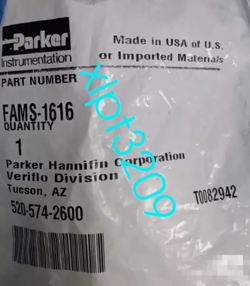 Parker
Instrumentation
Made in USA of U.S.
or Imported Materials
PART NUMBER
FAMS-1616
QUANTITY
1
Parker Hannifin Corporation
Veriflo Division
Tucson, AZ
520-574-2600
T0082942
xlpt3209